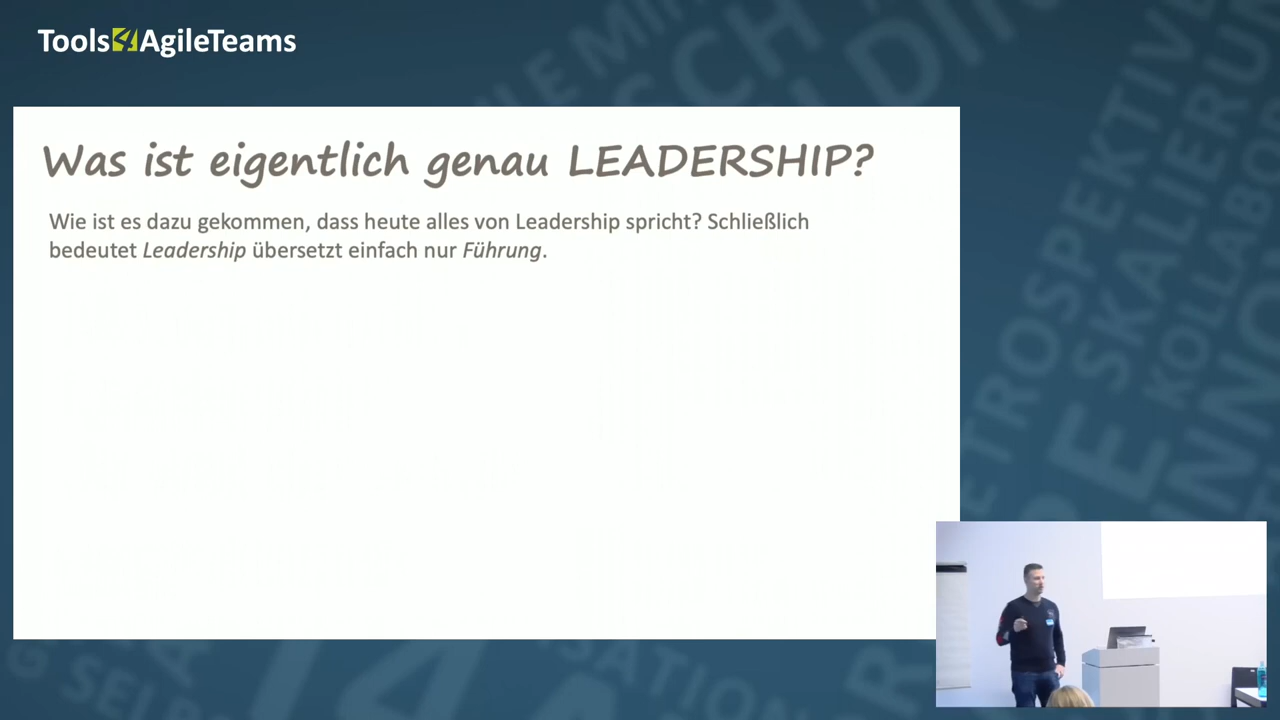 Tools4AgileTeams
Was ist eigentlich genau LEADERSHIP?
Wie ist es dazu gekommen, dass heute alles von Leadership spricht? Schließlich
bedeutet Leadership übersetzt einfach nur Führung.